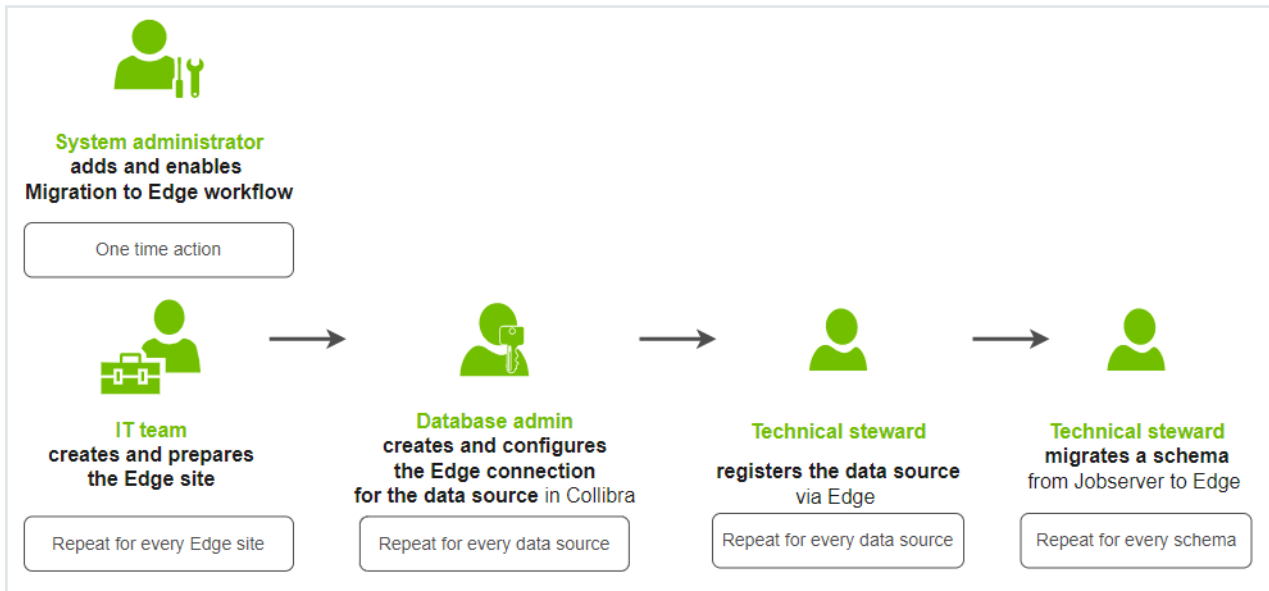 System administrator
adds and enables
Migration to Edge workflow
One time action
IT team
creates and prepares
the Edge site
Repeat for every Edge site
Database admin
creates and configures
the Edge connection
for the data source in Collibra
Repeat for every data source
Technical steward
registers the data source
via Edge
Repeat for every data source
Technical steward
migrates a schema
from Jobserver to Edge
Repeat for every schema